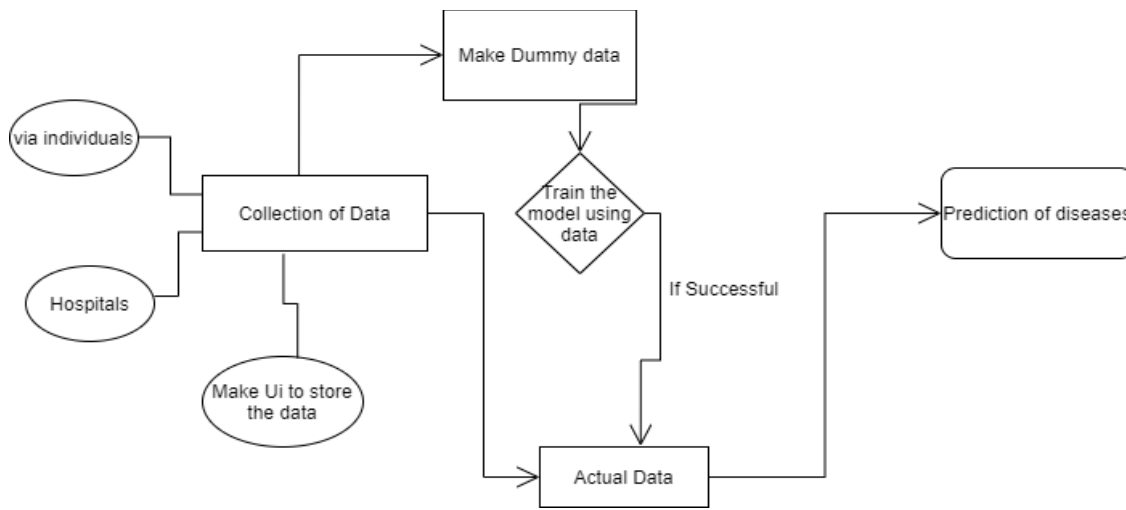 Make Dummy data
via individuals
Collection of Data
Train the
model using
data
Prediction of diseases
Hospitals
If Successful
Make Ui to store
the data
Actual Data